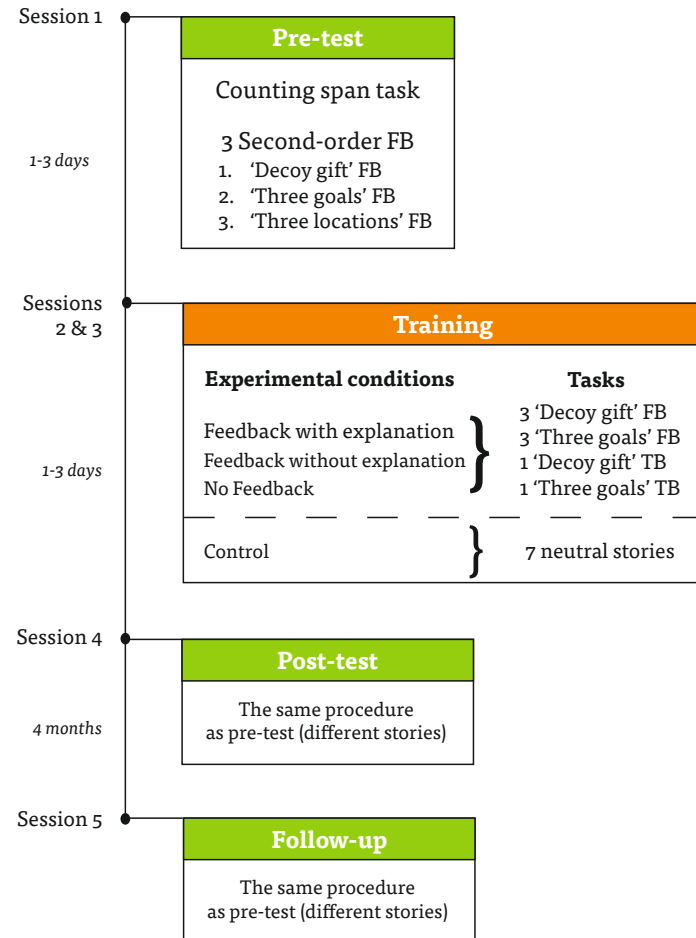 Session 1
Pre-test
Counting span task
3 Second-order FB
1. ‘Decoy gift’ FB
2. ‘Three goals’ FB
3. ‘Three locations’ FB
1-3 days
Sessions
2 & 3
Training
Experimental conditions
Tasks
Feedback with explanation
Feedback without explanation
No Feedback
}
3 ‘Decoy gift’ FB
3 ‘Three goals’ FB
1 ‘Decoy gift’ TB
1 ‘Three goals’ TB
1-3 days
Control
}
7 neutral stories
Session 4
Post-test
The same procedure
as pre-test (different stories)
4 months
Session 5
Follow-up
The same procedure
as pre-test (different stories)